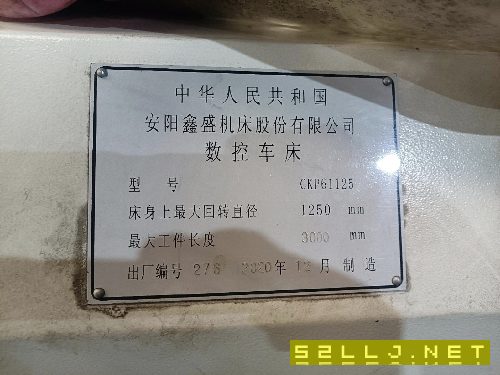 中华人民共和国
安阳鑫盛机床股份有限公司
数控车床
型 号 CKP61125
床身上最大回转直径 1250 mm
最大工件长度 3000 mm
出厂编号 278 2020年 12月 制造
52LLJ.NET